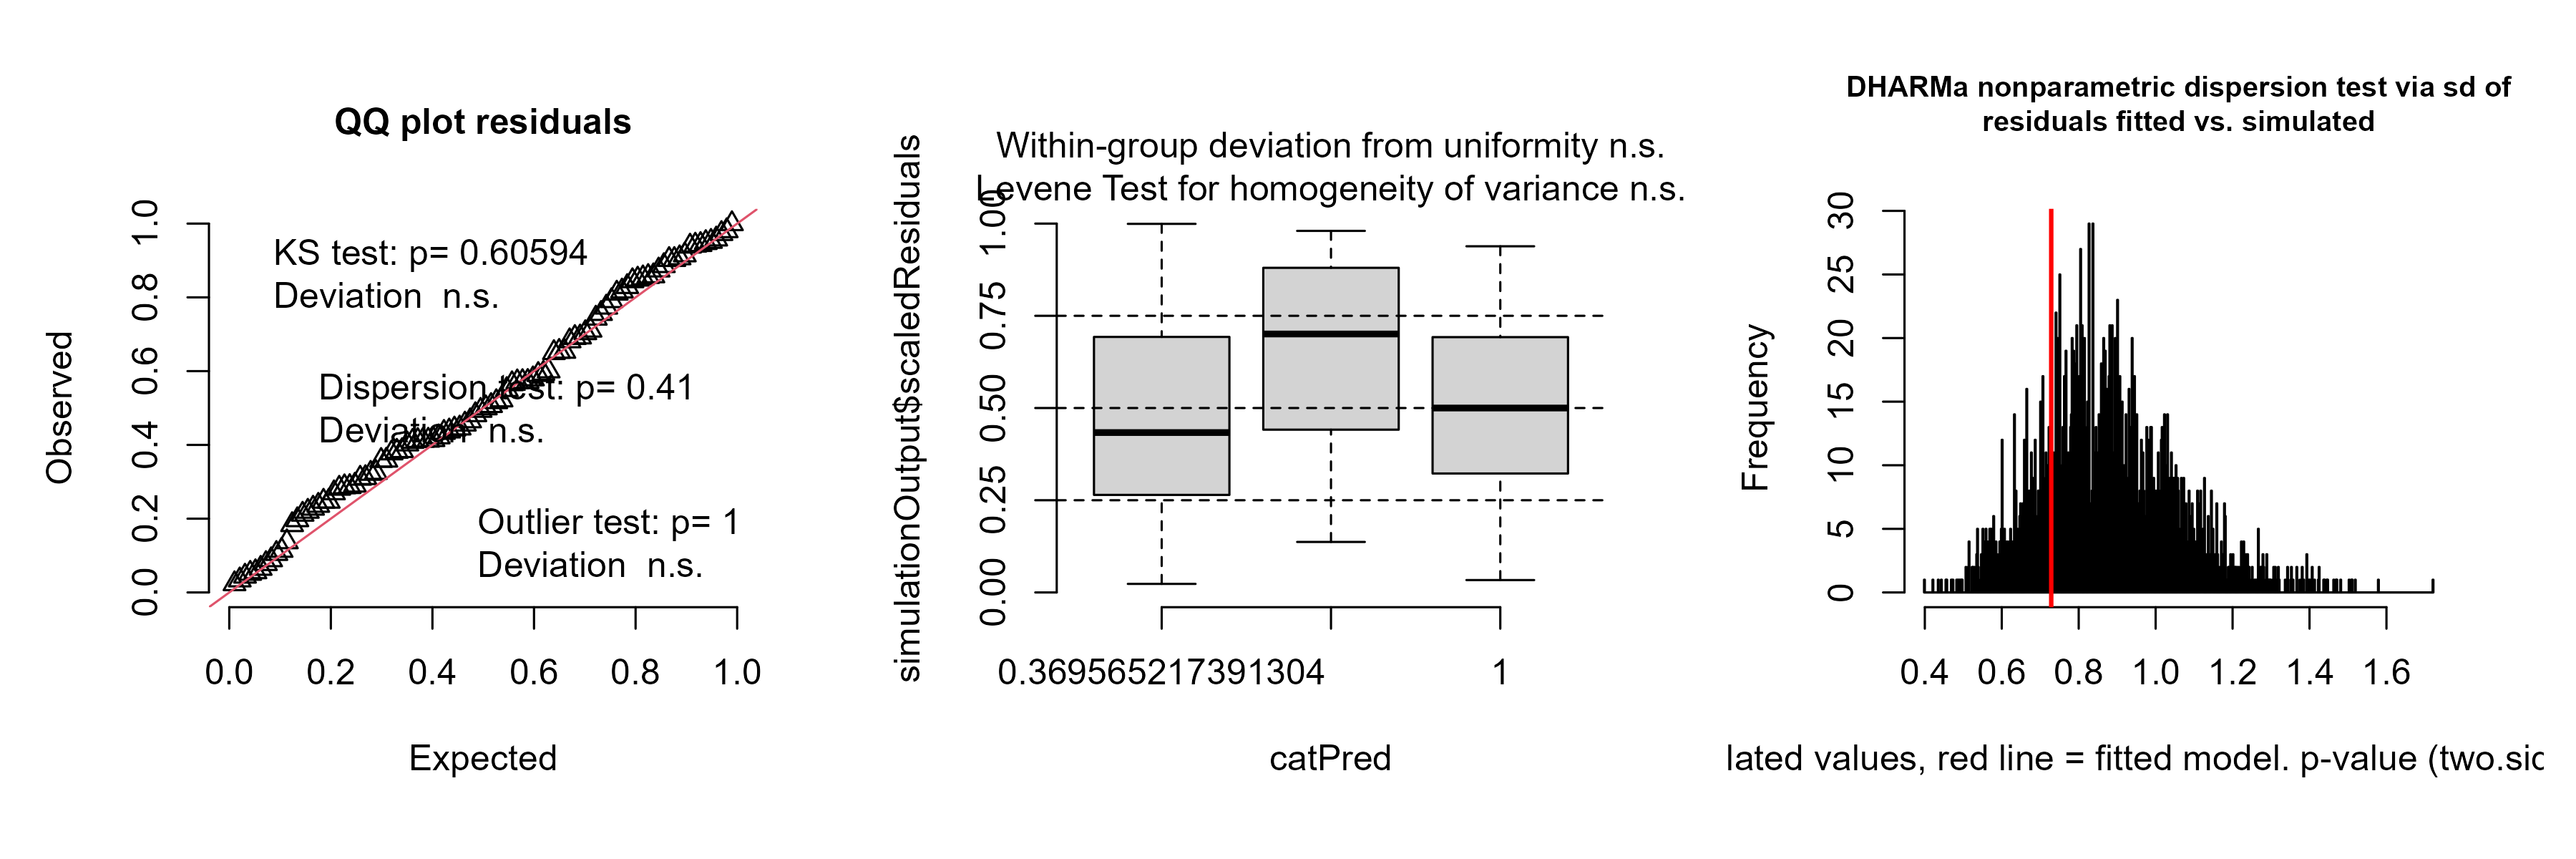 QQ plot residuals
Observed
1.0
0.8
0.6
0.4
0.2
0.0
KS test: p= 0.60594
Deviation n.s.
Dispersion test: p= 0.41
Deviation n.s.
Outlier test: p= 1
Deviation n.s.
0.0 0.2 0.4 0.6 0.8 1.0
Expected
Within-group deviation from uniformity n.s.
Levene Test for homogeneity of variance n.s.
simulationOutput$scaledResiduals
1.00
0.75
0.50
0.25
0.00
0.369565217391304 1
catPred
DHARMa nonparametric dispersion test via sd of
residuals fitted vs. simulated
Frequency
30
25
20
15
10
5
0
0.4 0.6 0.8 1.0 1.2 1.4 1.6
lated values, red line = fitted model. p-value (two.sid